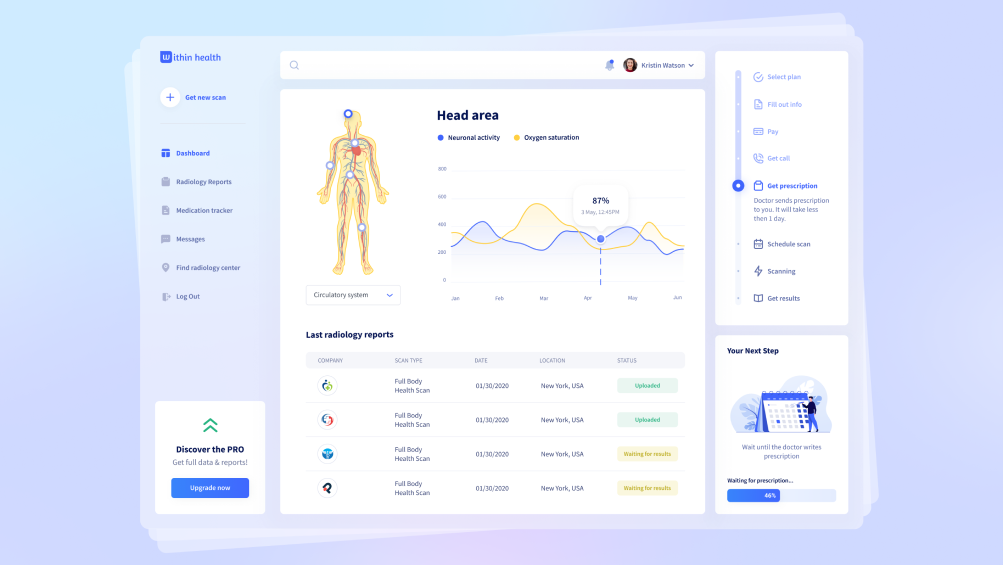 within health
Get new scan
Dashboard
Radiology Reports
Medication tracker
Messages
Find radiology center
Log Out
Discover the PRO
Get full data & reports!
Upgrade now
Kristin Watson
Head area
Neuronal activity
Oxygen saturation
800
600
400
200
0
87%
3 May, 12:45PM
Jan
Feb
Mar
Apr
May
Jun
Circulatory system
Last radiology reports
COMPANY SCAN TYPE DATE LOCATION STATUS
Full Body
Health Scan
01/30/2020
New York, USA
Uploaded
Full Body
Health Scan
01/30/2020
New York, USA
Uploaded
Full Body
Health Scan
01/30/2020
New York, USA
Waiting for results
Full Body
Health Scan
01/30/2020
New York, USA
Waiting for results
Select plan
Fill out info
Pay
Get call
Get prescription
Doctor sends prescription
to you. It will take less
then 1 day.
Schedule scan
Scanning
Get results
Your Next Step
Wait until the doctor writes
prescription
Waiting for prescription...
46%